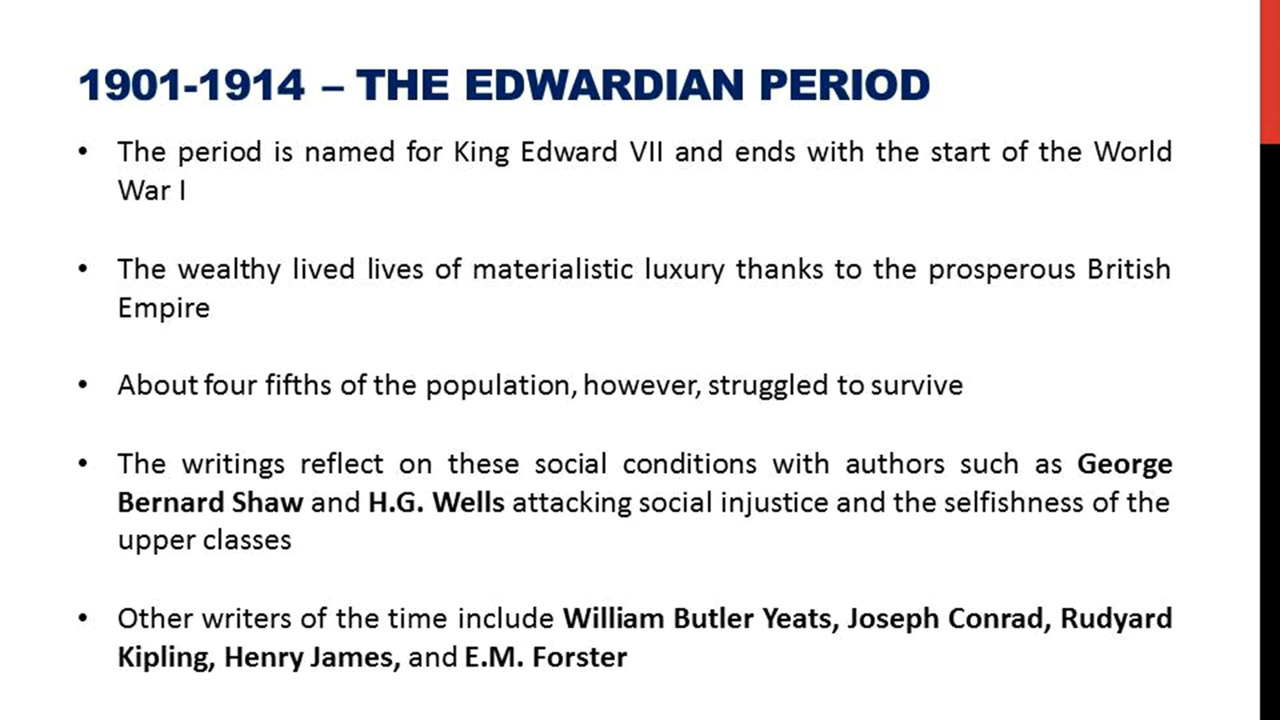 1901-1914 – THE EDWARDIAN PERIOD
• The period is named for King Edward VII and ends with the start of the World
War I
• The wealthy lived lives of materialistic luxury thanks to the prosperous British
Empire
• About four fifths of the population, however, struggled to survive
• The writings reflect on these social conditions with authors such as George
Bernard Shaw and H.G. Wells attacking social injustice and the selfishness of the
upper classes
• Other writers of the time include William Butler Yeats, Joseph Conrad, Rudyard
Kipling, Henry James, and E.M. Forster